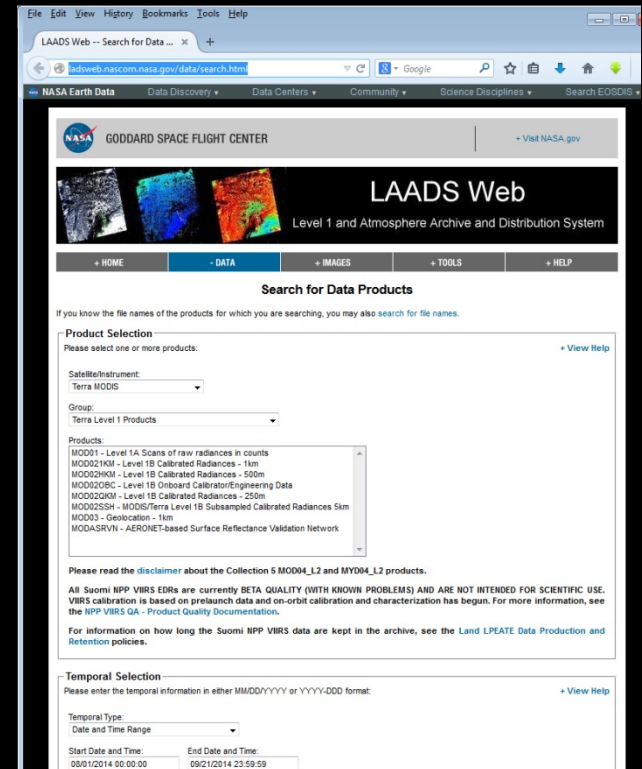 File Edit View History Bookmarks Tools Help
LAADS Web -- Search for Data ... × +
ladsweb.nascom.nasa.gov/data/search.html
8 Google
NASA Earth Data Data Discovery Data Centers Community Science Disciplines Search EOSDIS
NASA GODDARD SPACE FLIGHT CENTER + Visit NASA.gov
LAADS Web
Level 1 and Atmosphere Archive and Distribution System
+ HOME - DATA + IMAGES + TOOLS + HELP
Search for Data Products
If you know the file names of the products for which you are searching, you may also search for file names.
Product Selection
Please select one or more products: + View Help
Satellite/Instrument:
Terra MODIS
Group:
Terra Level 1 Products
Products:
MOD01 - Level 1A Scans of raw radiances in counts
MOD021KM - Level 1B Calibrated Radiances - 1km
MOD02HKM - Level 1B Calibrated Radiances - 500m
MOD02OBC - Level 1B Onboard Calibrator/Engineering Data
MOD02QKM - Level 1B Calibrated Radiances - 250m
MOD02SSH - MODIS/Terra Level 1B Subsampled Calibrated Radiances 5km
MOD03 - Geolocation - 1km
MODASRVN - AERONET-based Surface Reflectance Validation Network
Please read the disclaimer about the Collection 5 MOD04_L2 and MYD04_L2 products.
All Suomi NPP VIIRS EDRs are currently BETA QUALITY (WITH KNOWN PROBLEMS) AND ARE NOT INTENDED FOR SCIENTIFIC USE.
VIIRS calibration is based on prelaunch data and on-orbit calibration and characterization has begun. For more information, see
the NPP VIIRS QA - Product Quality Documentation.
For information on how long the Suomi NPP VIIRS data are kept in the archive, see the Land LPEATE Data Production and
Retention policies.
Temporal Selection
Please enter the temporal information in either MM/DD/YYYY or YYYY-DDD format: + View Help
Temporal Type:
Date and Time Range
Start Date and Time: End Date and Time:
08/01/2014 00:00:00 09/21/2014 23:59:59